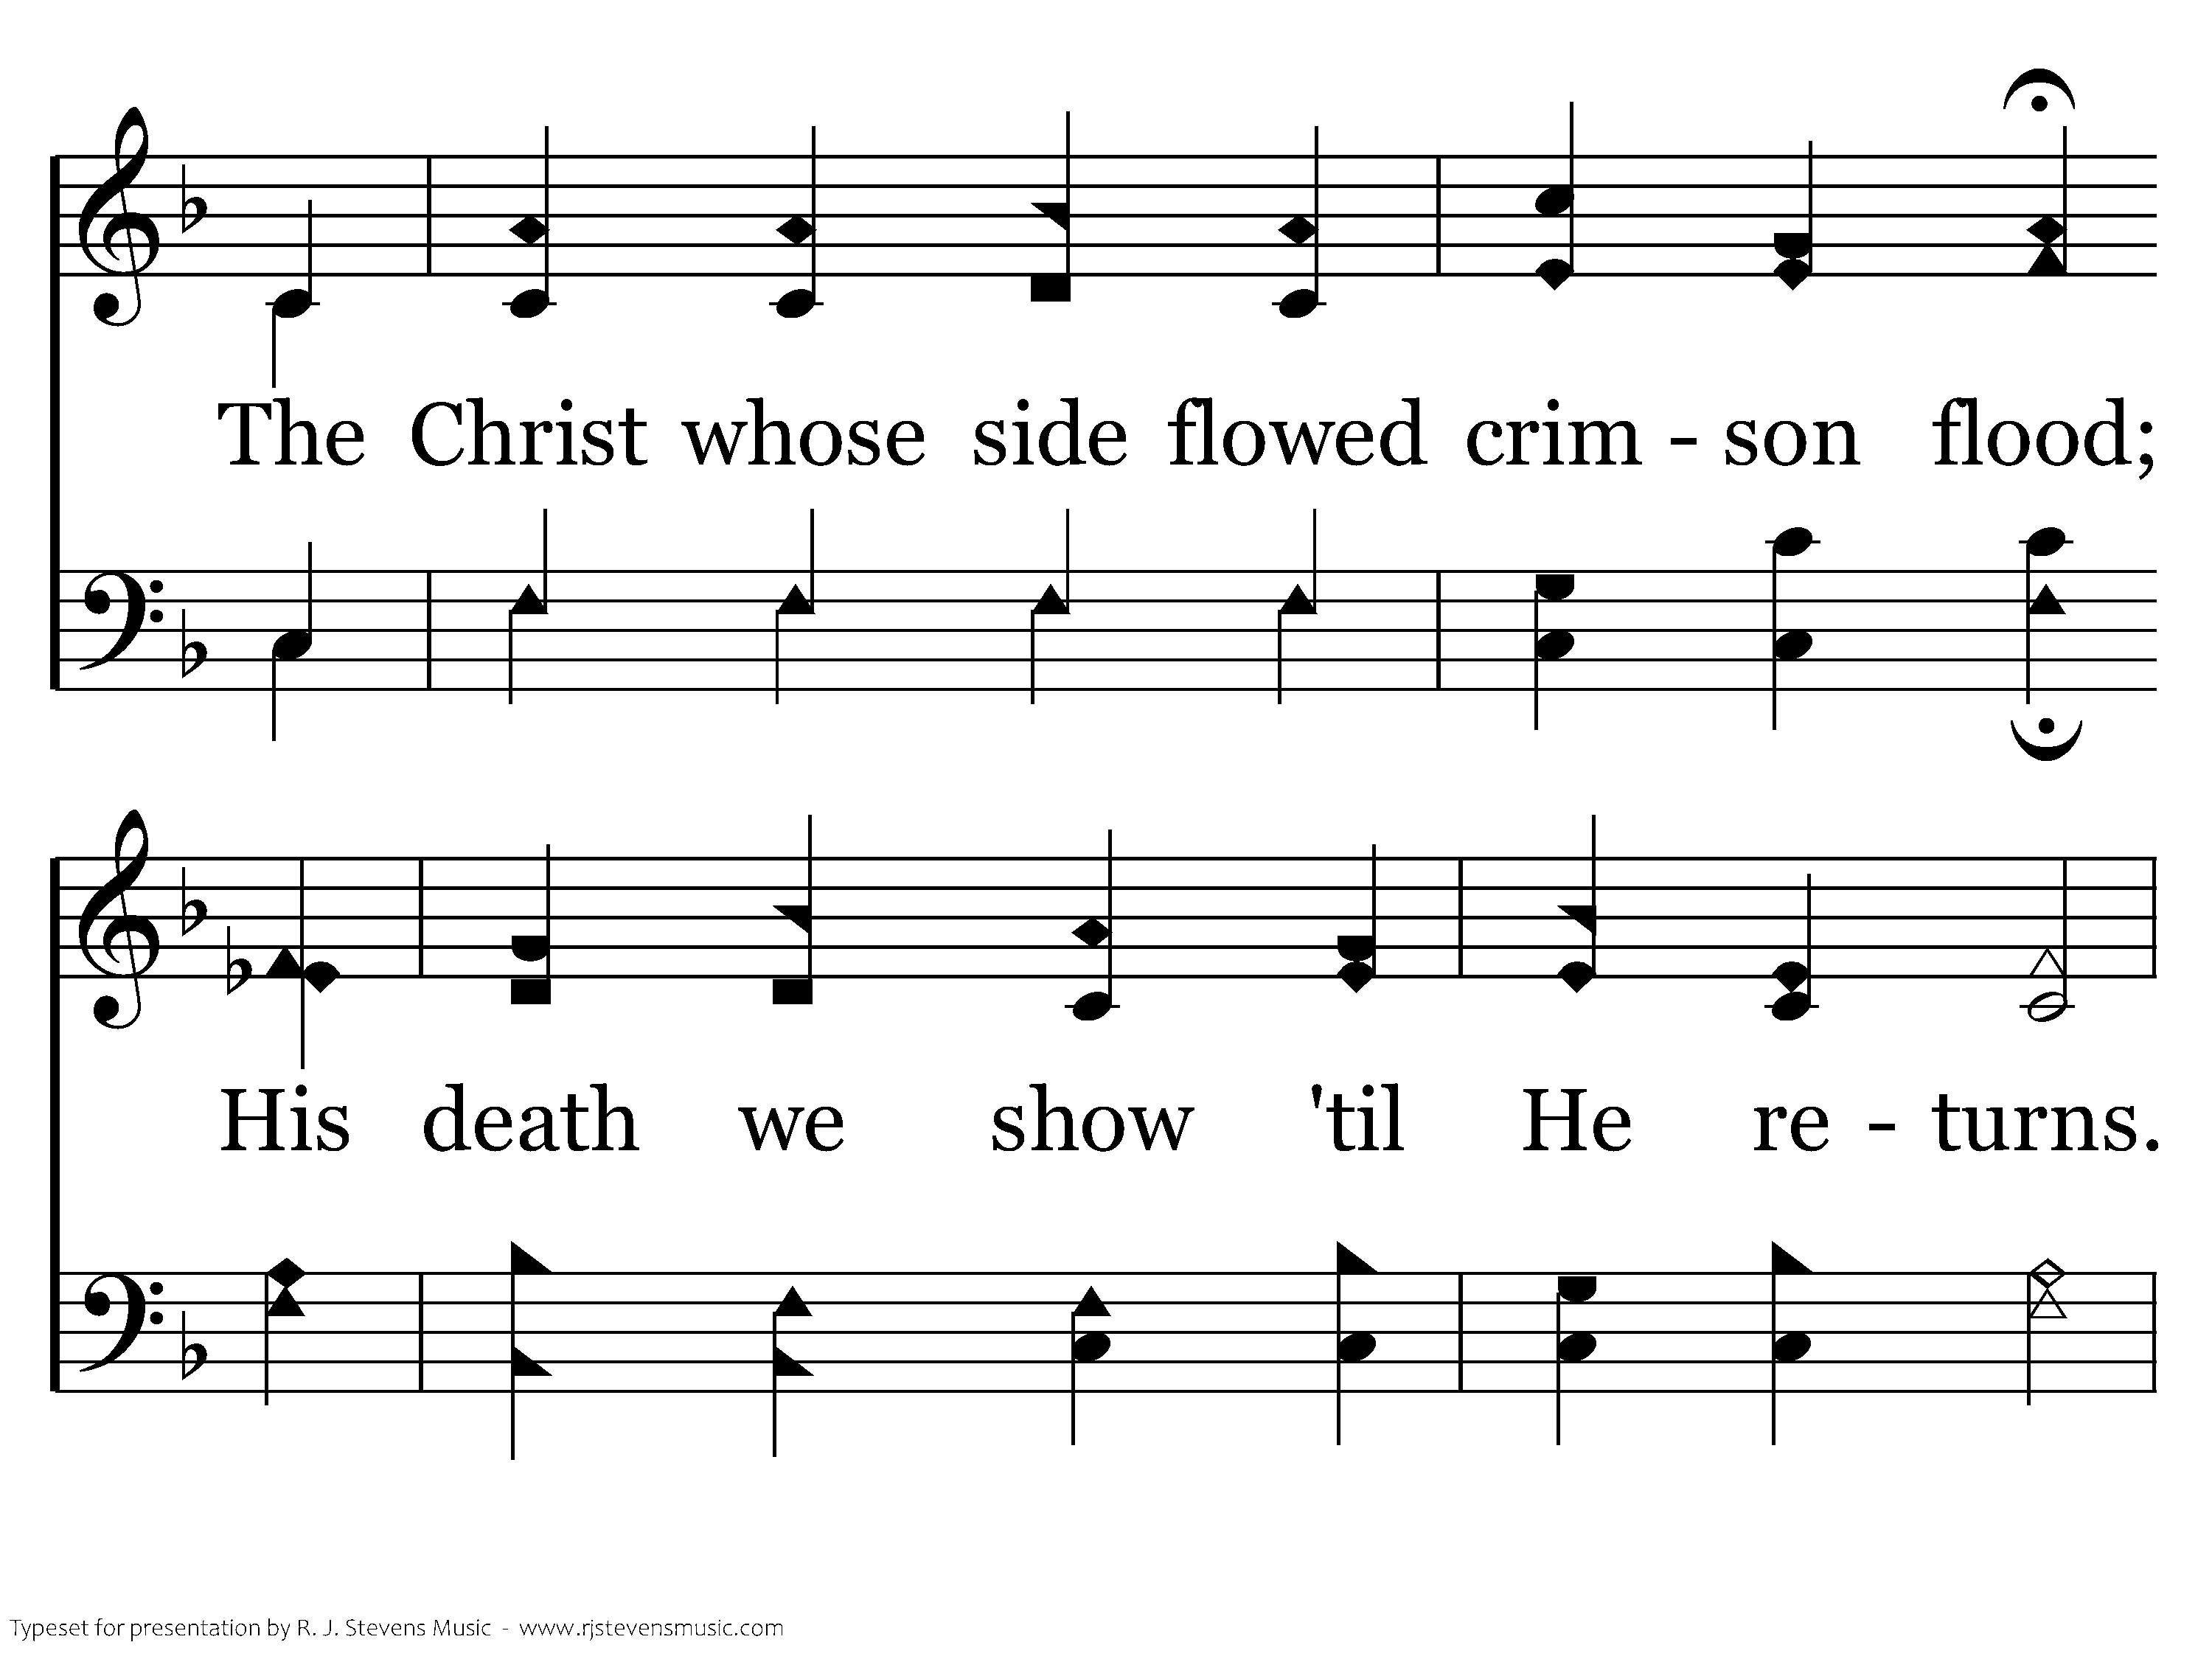 The Christ whose side flowed crim - son flood;
His death we show 'til He re - turns.
Typeset for presentation by R. J. Stevens Music - www.rjstevensmusic.com